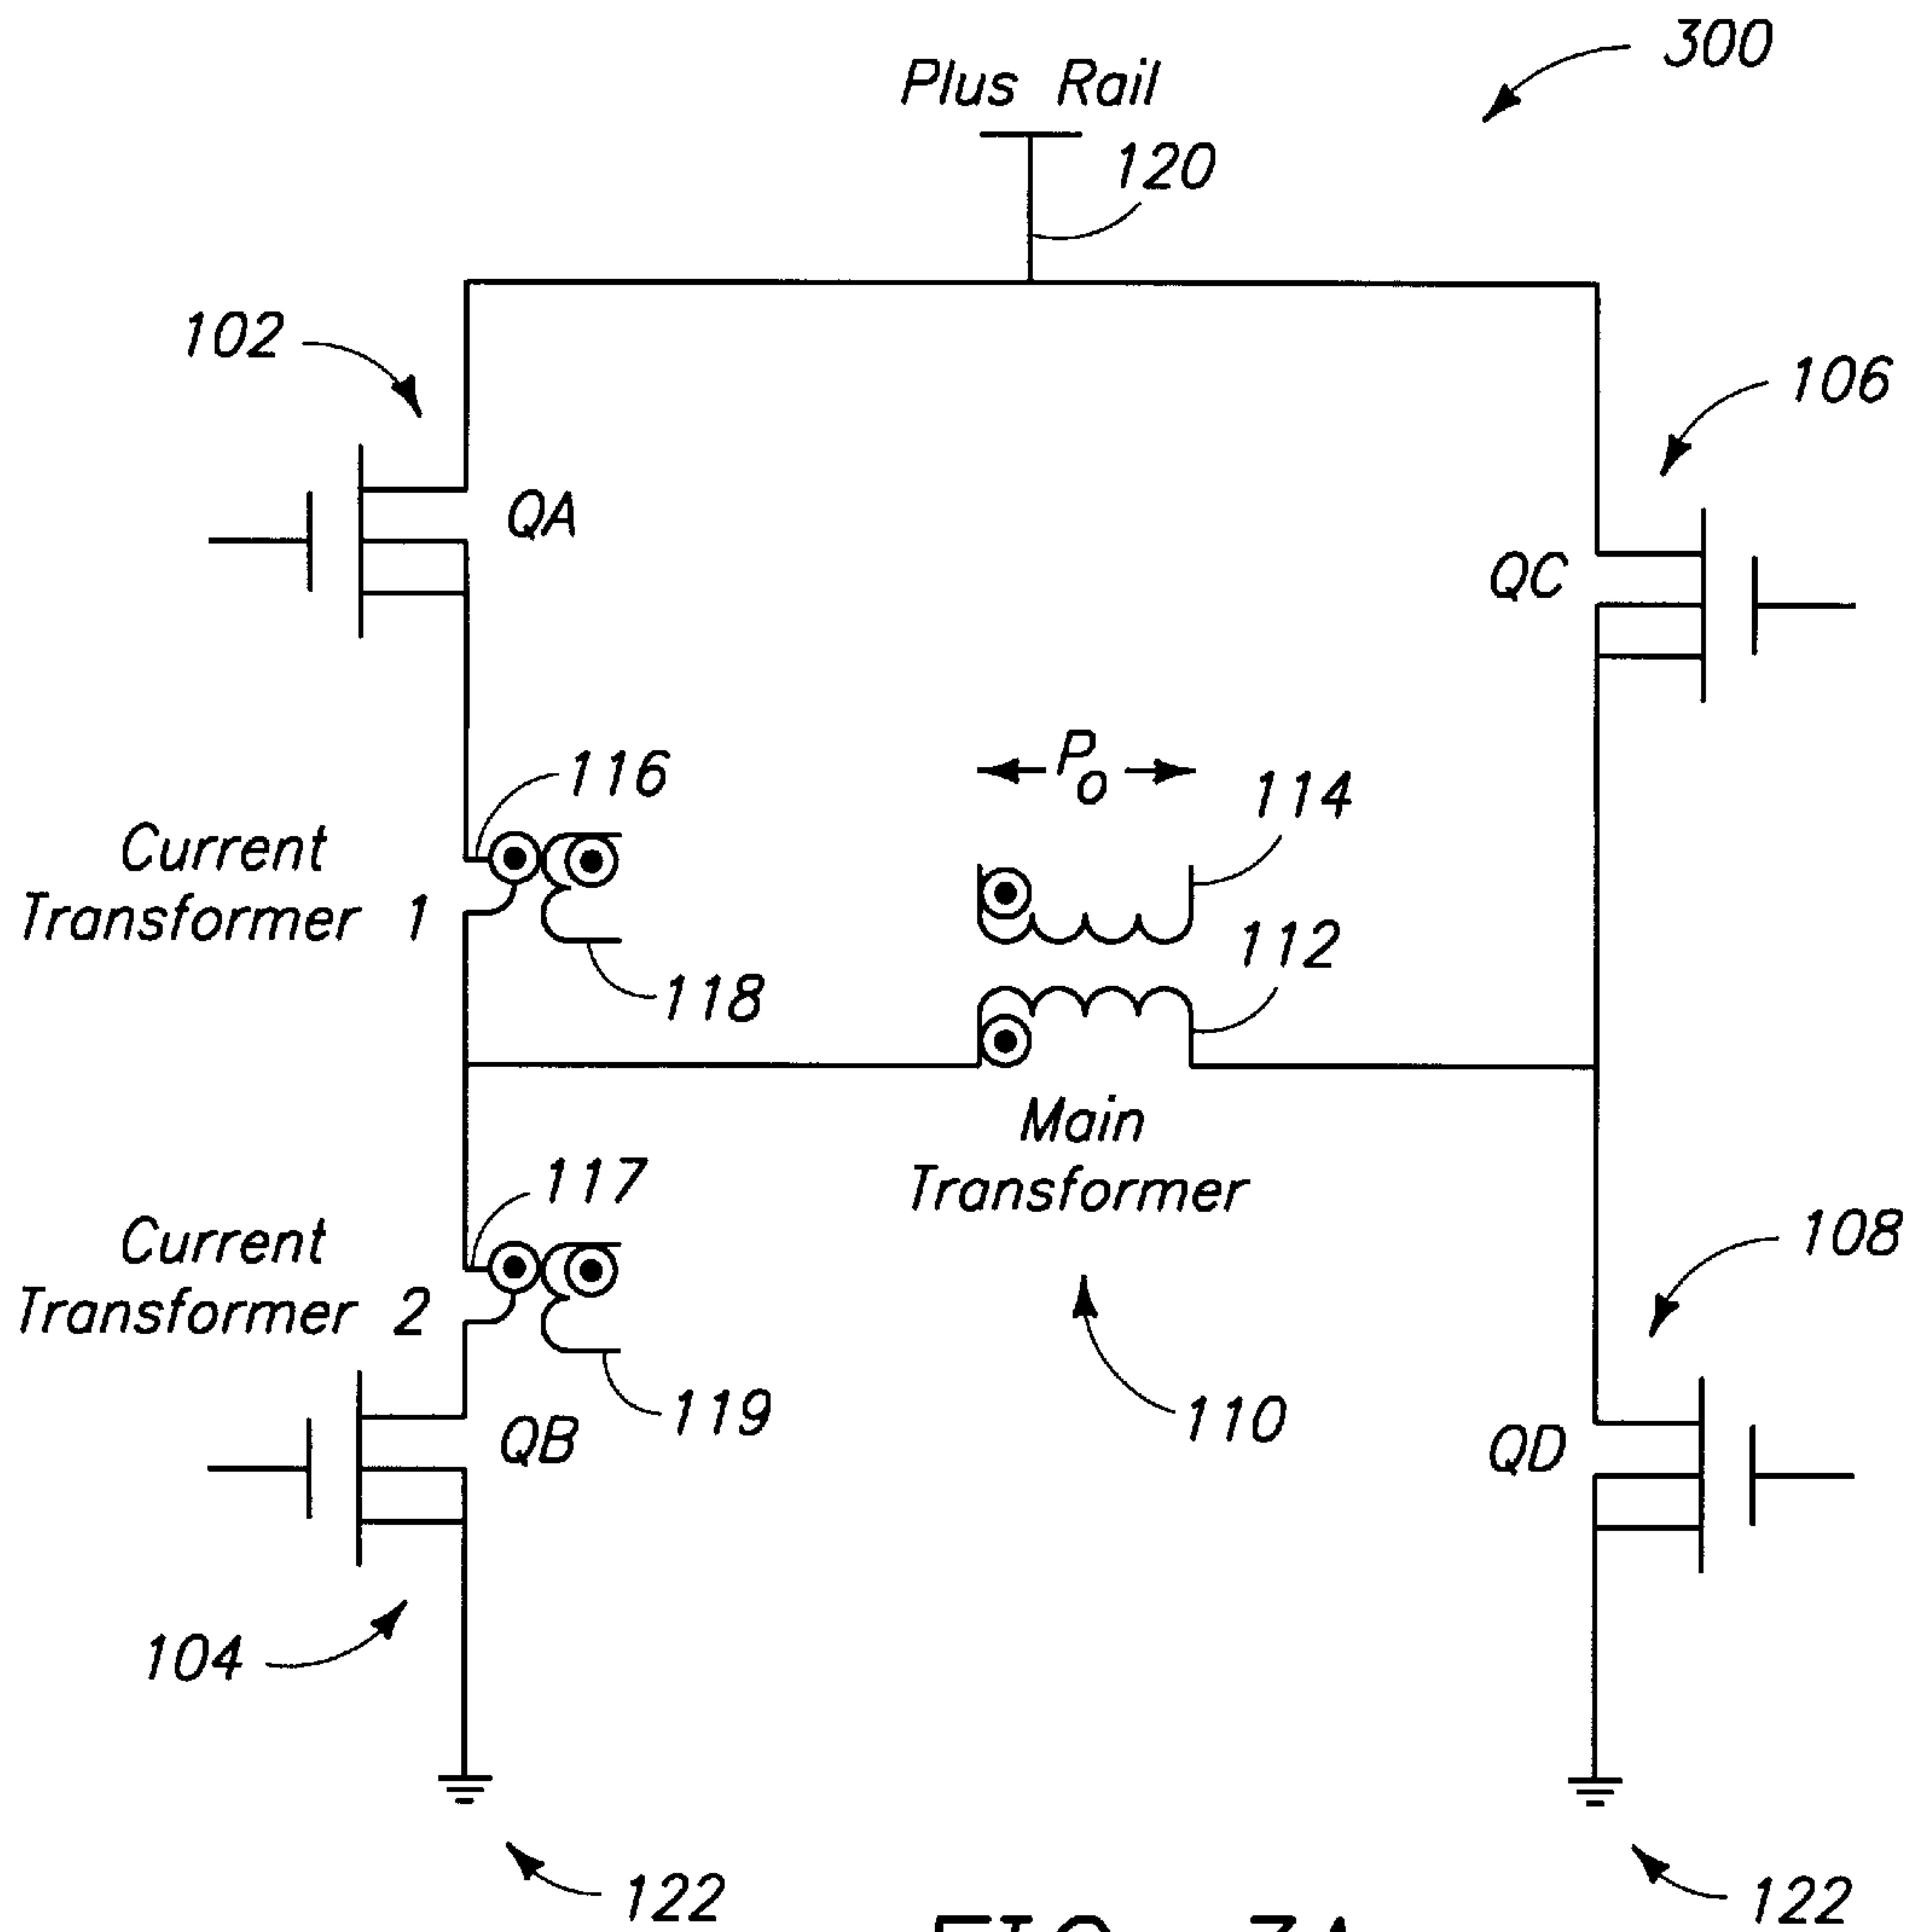 300
Plus Rail
120
102
106
QA
QC
116
Po
114
Current
Transformer 1
112
118
Main
Transformer
117
Current
Transformer 2
108
119
110
QB
QD
104
122
122